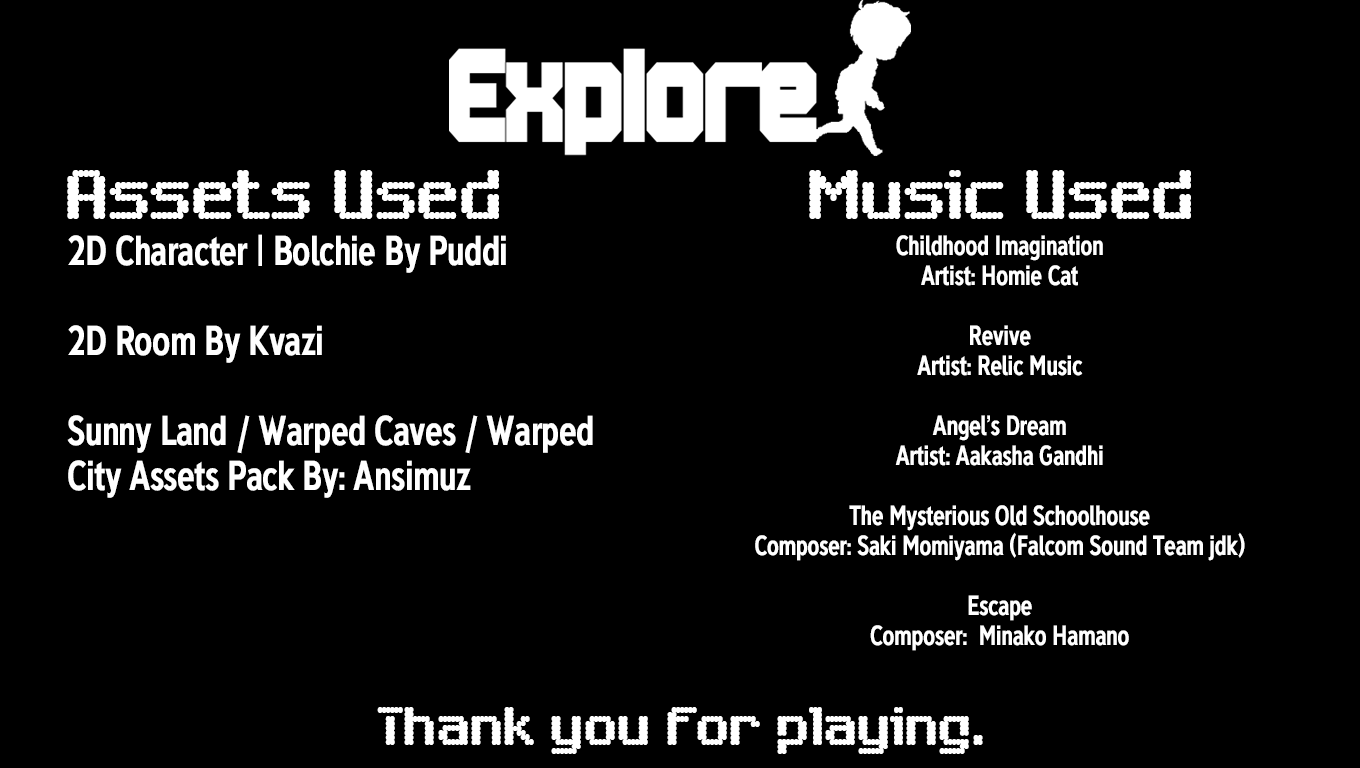 Explore
Assets Used
2D Character | Bolchie By Puddi
2D Room By Kvazi
Sunny Land / Warped Caves / Warped
City Assets Pack By: Ansimuz
Music Used
Childhood Imagination
Artist: Homie Cat
Revive
Artist: Relic Music
Angel's Dream
Artist: Aakasha Gandhi
The Mysterious Old Schoolhouse
Composer: Saki Momiyama (Falcom Sound Team jdk)
Escape
Composer:  Minako Hamano
Thank you for playing.